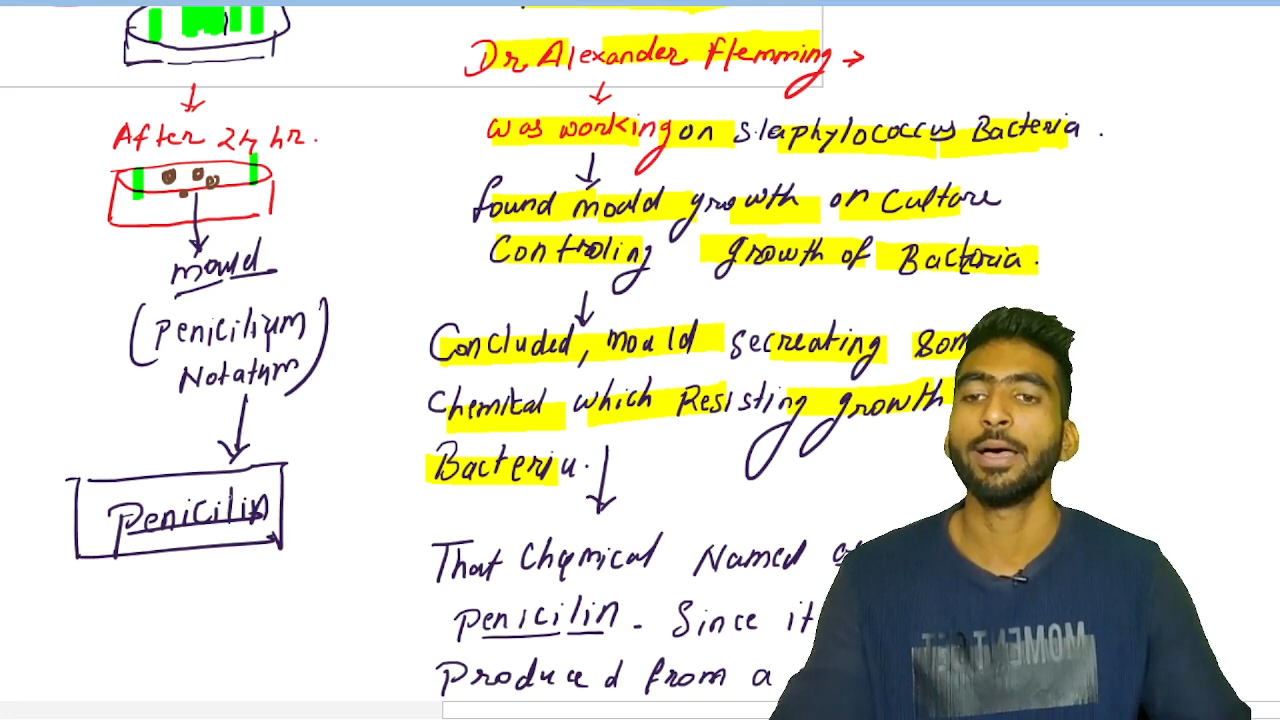 After 24 hr.
mould
(Penicilium
Notatum)
Penicilin
Dr Alexander Flemming →
was working on staphylococcus Bacteria.
found mould growth on culture
Controling growth of Bacteria.
Concluded, mould secreating
Chemical which Resisting growth
Bacteria.
That Chemical Named
Penicilin. Since it
Produced from a